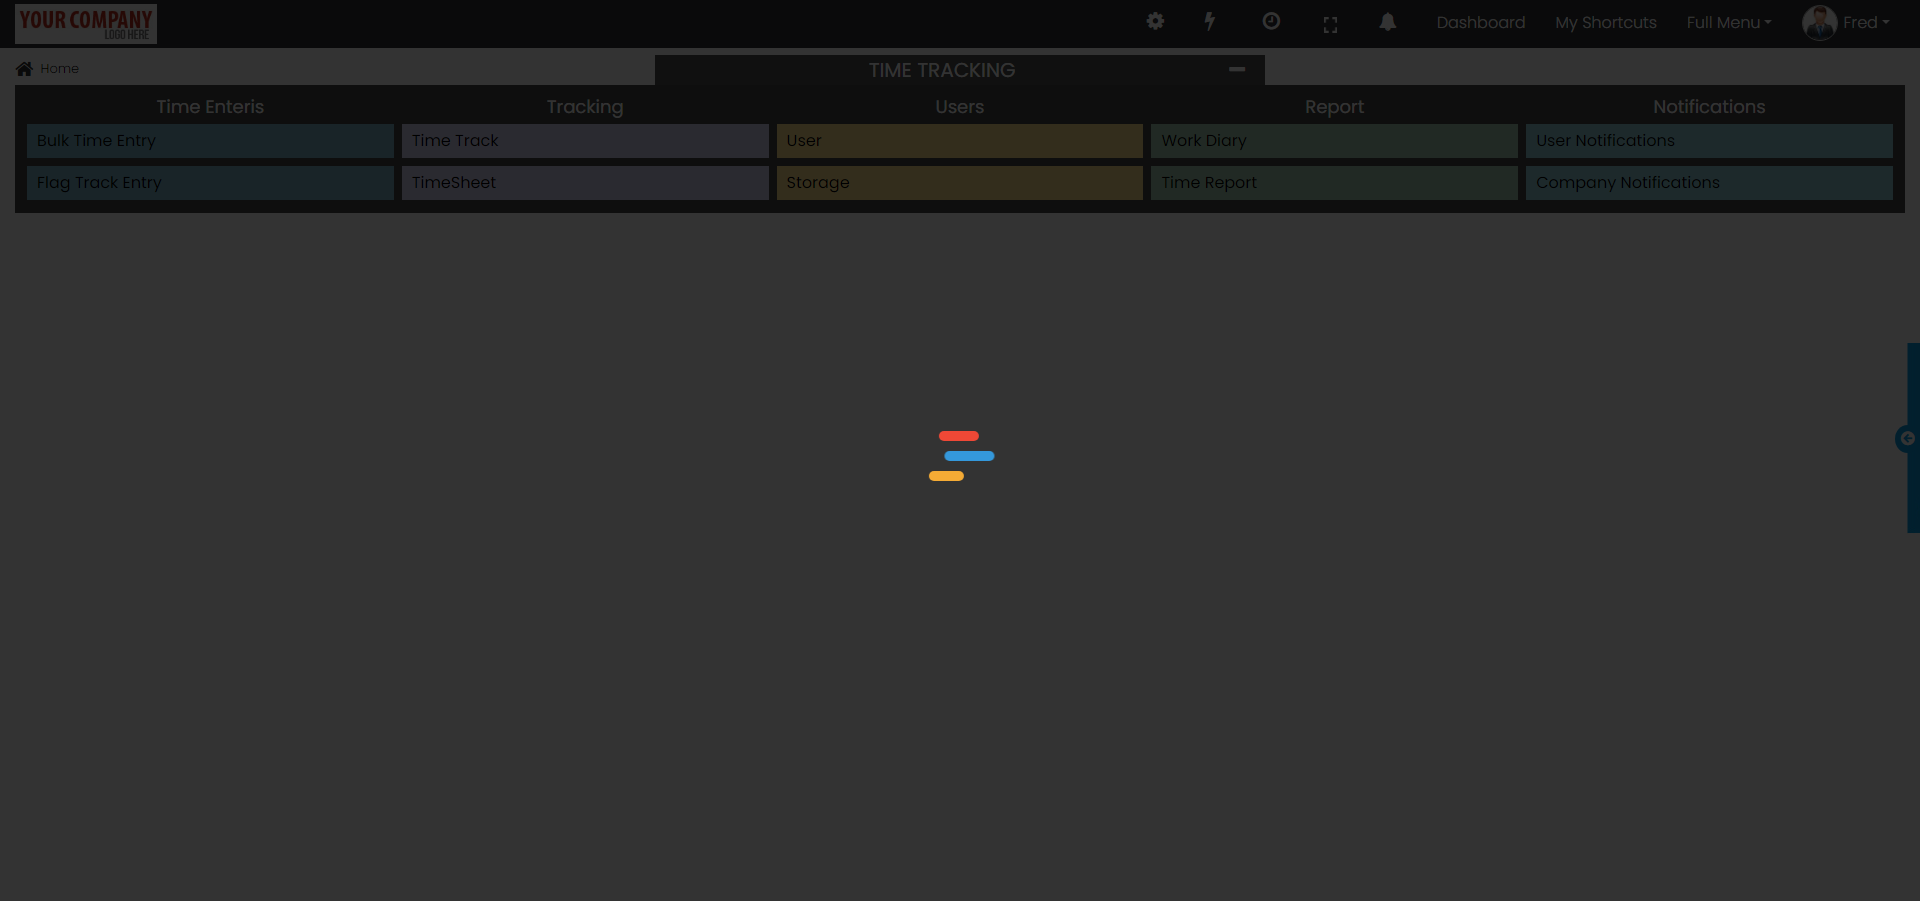 YOUR COMPANY
LOGO HERE
Dashboard
My Shortcuts
Full Menu
Fred
Home
TIME TRACKING
Time Enteris
Tracking
Users
Report
Notifications
Bulk Time Entry
Time Track
User
Work Diary
User Notifications
Flag Track Entry
TimeSheet
Storage
Time Report
Company Notifications